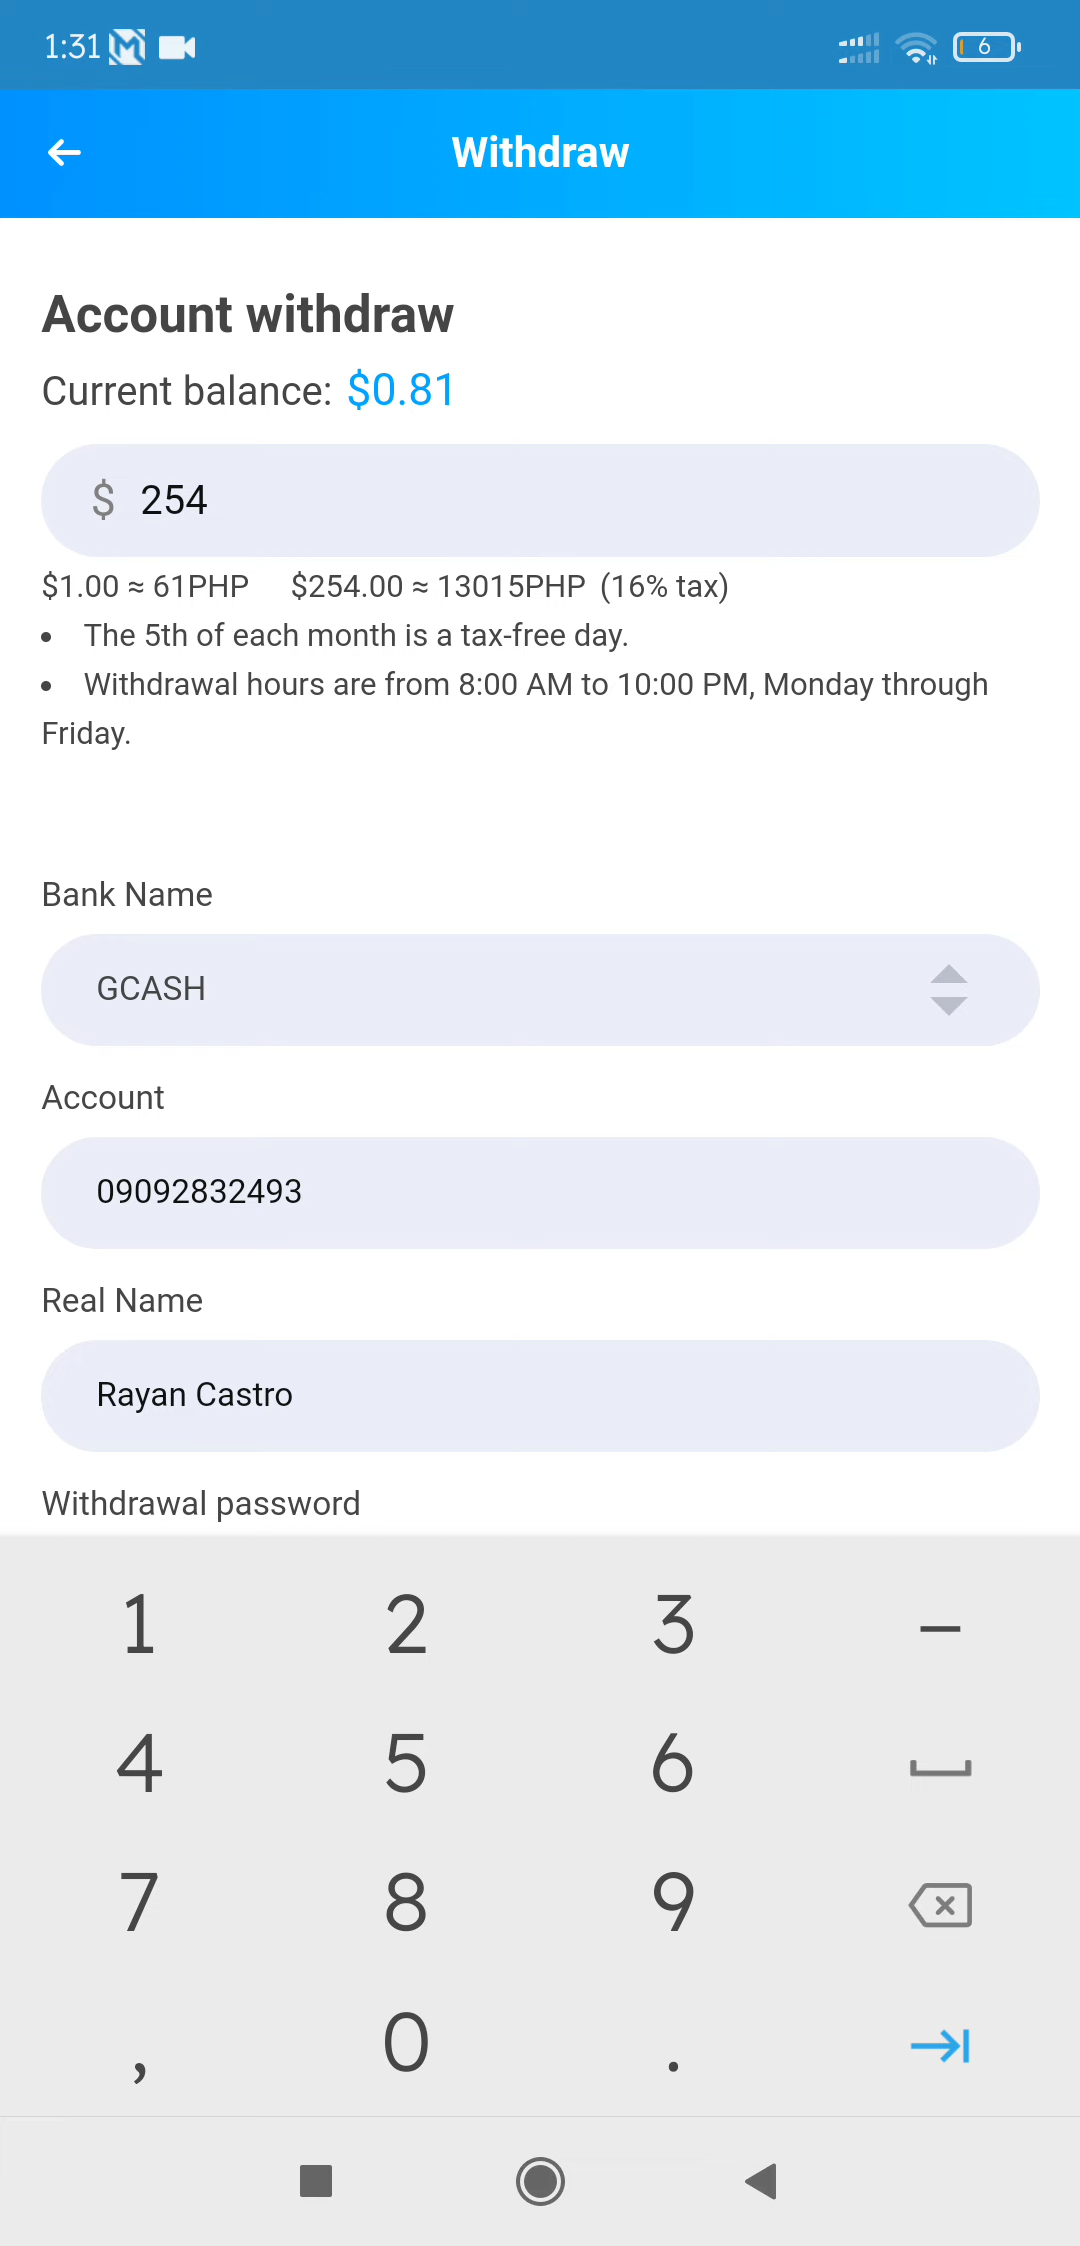 1:31
6
Withdraw
Account withdraw
Current balance: $0.81
$ 254
$1.00 ≈ 61PHP $254.00 ≈ 13015PHP (16% tax)
• The 5th of each month is a tax-free day.
• Withdrawal hours are from 8:00 AM to 10:00 PM, Monday through
Friday.
Bank Name
GCASH
Account
09092832493
Real Name
Rayan Castro
Withdrawal password
1 2 3 –
4 5 6
7 8 9
, 0 .